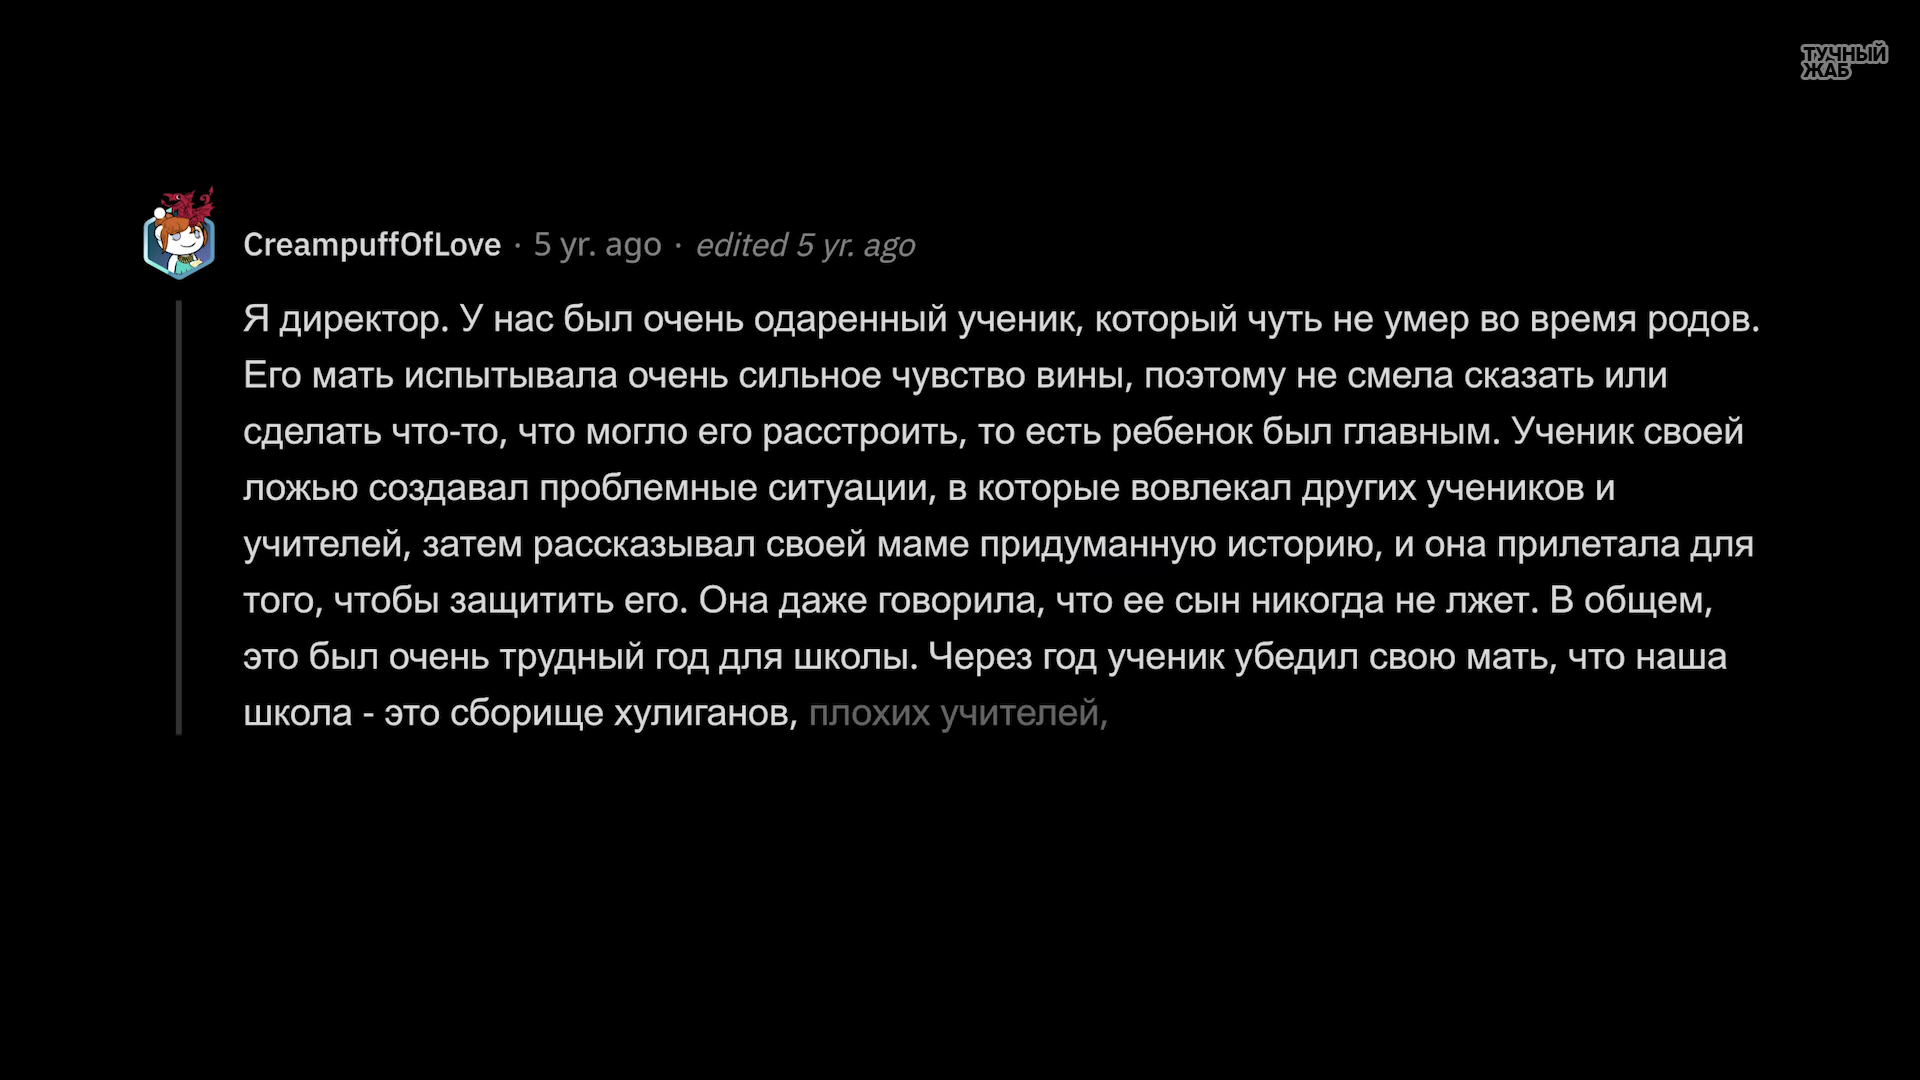 ТУЧНЫЙ
ЖАБ
CreampuffOfLove · 5 yr. ago · edited 5 yr. ago
Я директор. У нас был очень одаренный ученик, который чуть не умер во время родов.
Его мать испытывала очень сильное чувство вины, поэтому не смела сказать или
сделать что-то, что могло его расстроить, то есть ребенок был главным. Ученик своей
ложью создавал проблемные ситуации, в которые вовлекал других учеников и
учителей, затем рассказывал своей маме придуманную историю, и она прилетала для
того, чтобы защитить его. Она даже говорила, что ее сын никогда не лжет. В общем,
это был очень трудный год для школы. Через год ученик убедил свою мать, что наша
школа - это сборище хулиганов, плохих учителей,